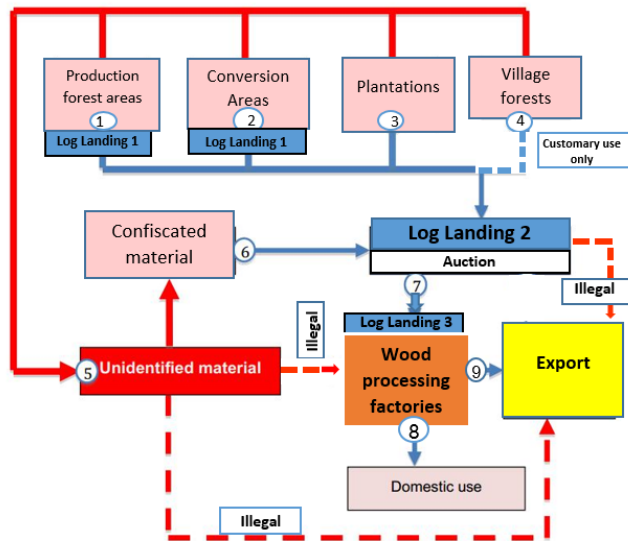 Production
forest areas
1
Log Landing 1
Conversion
Areas
2
Log Landing 1
Plantations
3
Village
forests
4
Customary use
only
Confiscated
material
6
Log Landing 2
Auction
Illegal
7
Log Landing 3
Illegal
5
Unidentified material
Wood
processing
factories
8
9
Export
Domestic use
Illegal